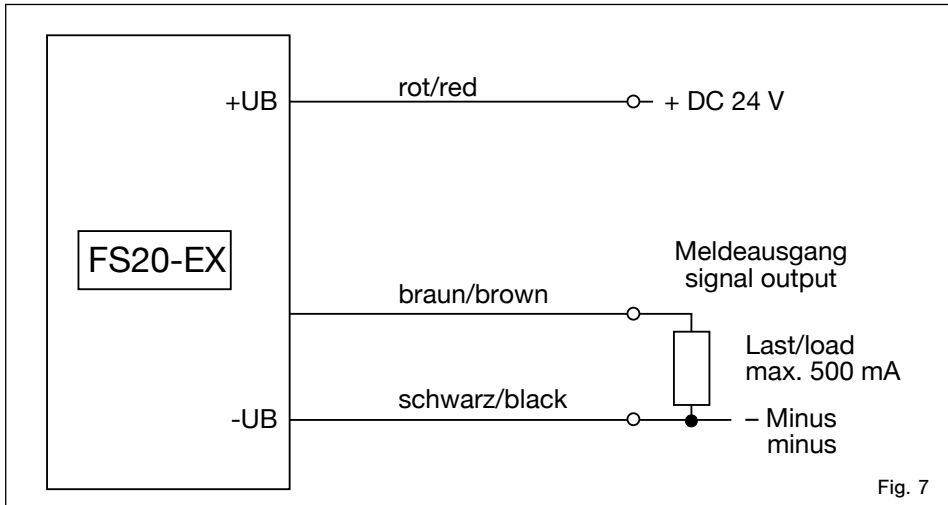 rot/red
+UB
+ DC 24 V
FS20-EX
Meldeausgang
signal output
braun/brown
Last/load
max. 500 mA
schwarz/black
-UB
– Minus
minus
Fig. 7